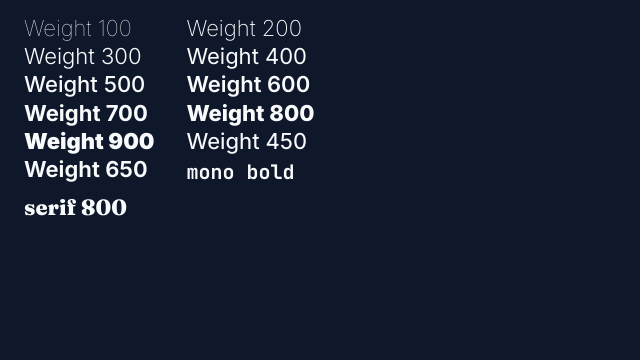 Weight 100 Weight 200
Weight 300 Weight 400
Weight 500 Weight 600
Weight 700 Weight 800
Weight 900 Weight 450
Weight 650 mono bold
serif 800